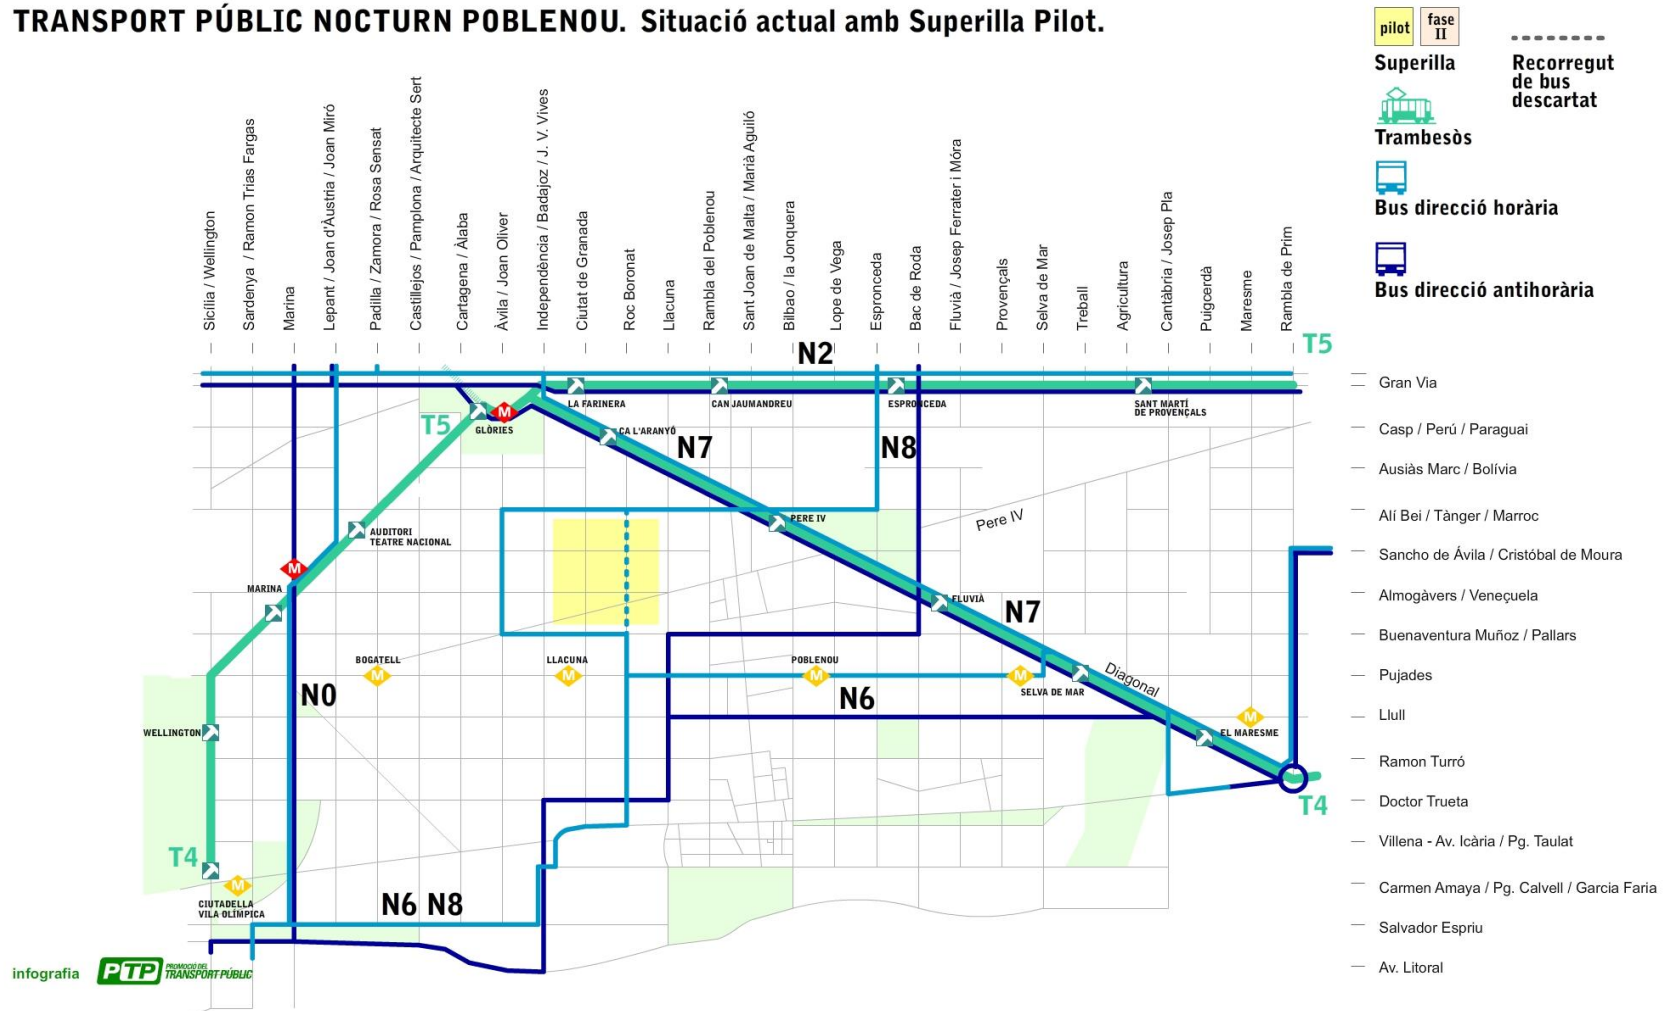 TRANSPORT PÚBLIC NOCTURN POBLENOU. Situació actual amb Superilla Pilot.
pilot
fase
II
Superilla
Recorregut
de bus
descartat
Trambesòs
Bus direcció horària
Bus direcció antihorària
Sicília / Wellington
Sardenya / Ramon Trias Fargas
Marina
Lepant / Joan d'Àustria / Joan Miró
Padilla / Zamora / Rosa Sensat
Castillejos / Pamplona / Arquitecte Sert
Cartagena / Àlaba
Àvila / Joan Oliver
Independència / Badajoz / J. V. Vives
Ciutat de Granada
Roc Boronat
Llacuna
Rambla del Poblenou
Sant Joan de Malta / Marià Aguiló
Bilbao / la Jonquera
Lope de Vega
Espronceda
Bac de Roda
Fluvià / Josep Ferrater i Móra
Provençals
Selva de Mar
Treball
Agricultura
Cantàbria / Josep Pla
Puigcerdà
Maresme
Rambla de Prim
N2
T5
Gran Via
LA FARINERA
CAN JAUMANDREU
ESPRONCEDA
SANT MARTÍ
DE PROVENÇALS
T5
M
GLÒRIES
CA L'ARANYÓ
N7
N8
Casp / Perú / Paraguai
Ausiàs Marc / Bolívia
Alí Bei / Tànger / Marroc
PERE IV
Pere IV
AUDITORI
TEATRE NACIONAL
Sancho de Ávila / Cristóbal de Moura
M
MARINA
FLUVIÀ
N7
Almogàvers / Veneçuela
Buenaventura Muñoz / Pallars
BOGATELL
M
LLACUNA
M
POBLENOU
M
M
SELVA DE MAR
Diagonal
Pujades
N0
N6
M
EL MARESME
Llull
WELLINGTON
Ramon Turró
T4
Doctor Trueta
Villena - Av. Icària / Pg. Taulat
T4
M
CIUTADELLA
VILA OLÍMPICA
N6 N8
Carmen Amaya / Pg. Calvell / Garcia Faria
Salvador Espriu
Av. Litoral
infografia
PTP
PROMOCIÓ DEL
TRANSPORT PÚBLIC